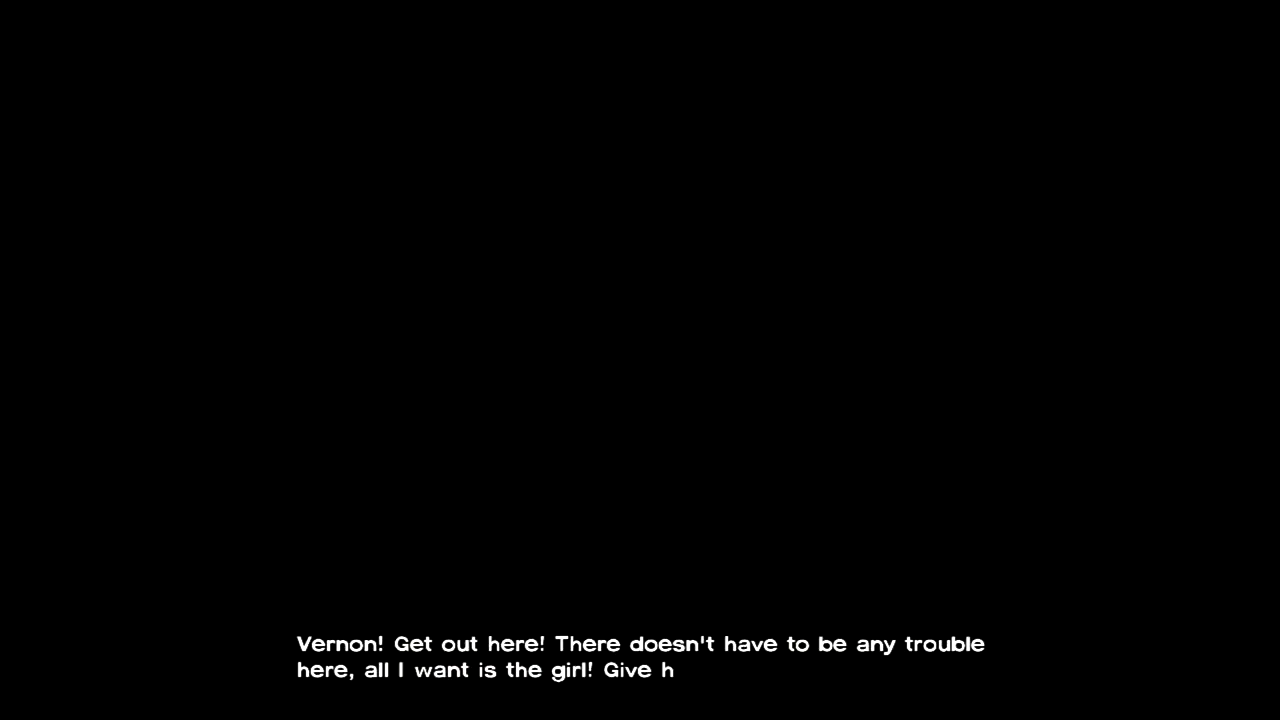 Vernon! Get out here! There doesn't have to be any trouble
here, all I want is the girl! Give h